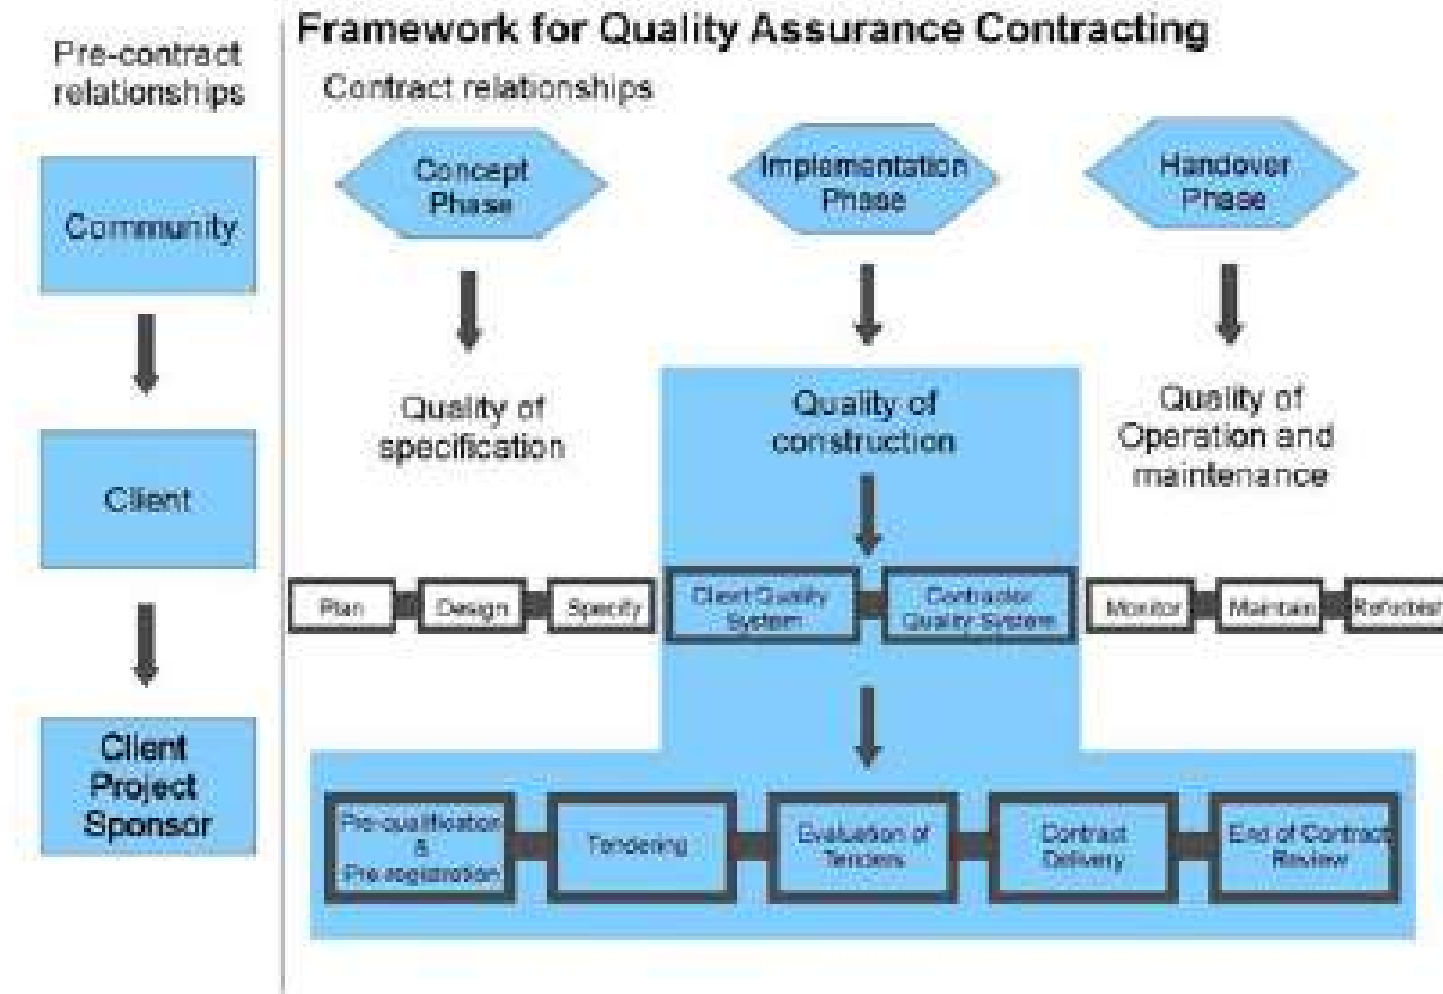 Framework for Quality Assurance Contracting
Pre-contract
relationships
Community
Client
Client
Project
Sponsor
Contract relationships
Concept
Phase
Implementation
Phase
Handover
Phase
Quality of
specification
Quality of
construction
Quality of
Operation and
maintenance
Plan
Design
Specify
Client Quality
System
Contractor
Quality System
Monitor
Maintain
Refurbish
Pre-qualification
&
Pre-registration
Tendering
Evaluation of
Tenders
Contract
Delivery
End of Contract
Review